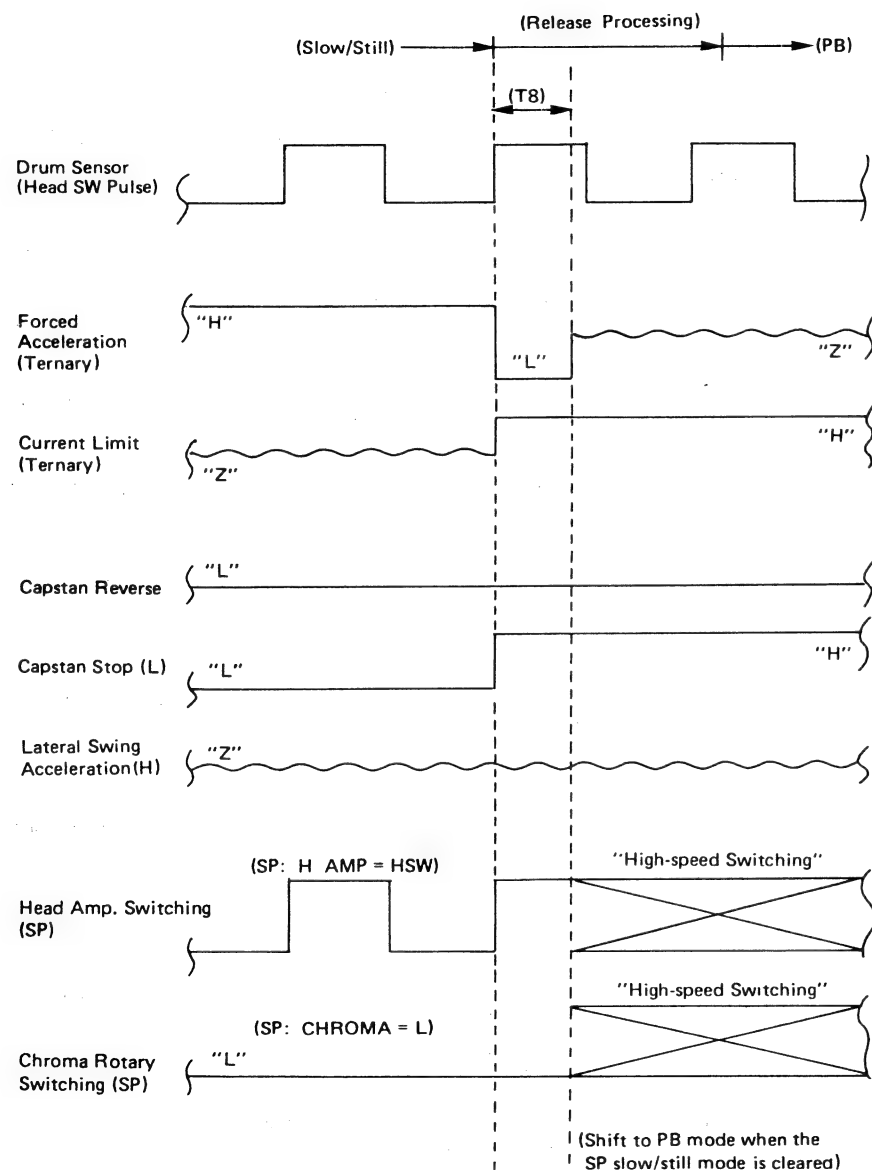 (Release Processing)
(Slow/Still)
(PB)
(T8)
Drum Sensor
(Head SW Pulse)
Forced
Acceleration
(Ternary)
"H"
"L"
"Z"
Current Limit
(Ternary)
"Z"
"H"
Capstan Reverse
"L"
Capstan Stop (L)
"L"
"H"
Lateral Swing
Acceleration(H)
"Z"
(SP: H AMP = HSW)
"High-speed Switching"
Head Amp. Switching
(SP)
"High-speed Switching"
(SP: CHROMA = L)
Chroma Rotary
Switching (SP)
"L"
(Shift to PB mode when the
SP slow/still mode is cleared)